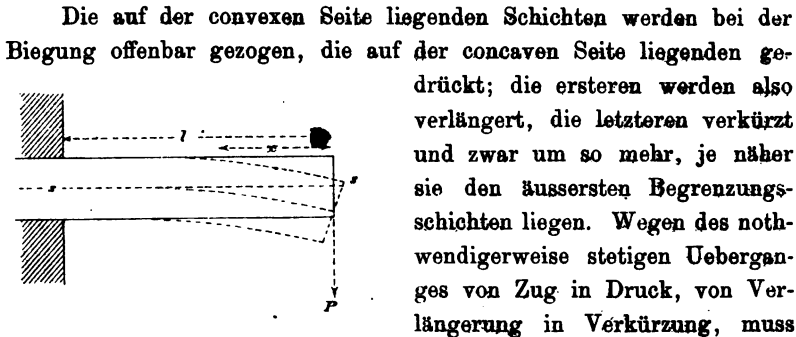 Die auf der convexen Seite liegenden Schichten werden bei der
Biegung offenbar gezogen, die auf der concaven Seite liegenden ge-
drückt; die ersteren werden also
verlängert, die letzteren verkürzt
und zwar um so mehr, je näher
sie den äussersten Begrenzungs-
schichten liegen. Wegen des noth-
wendigerweise stetigen Uebergan-
ges von Zug in Druck, von Ver-
längerung in Verkürzung, muss
l
x
s
s
P